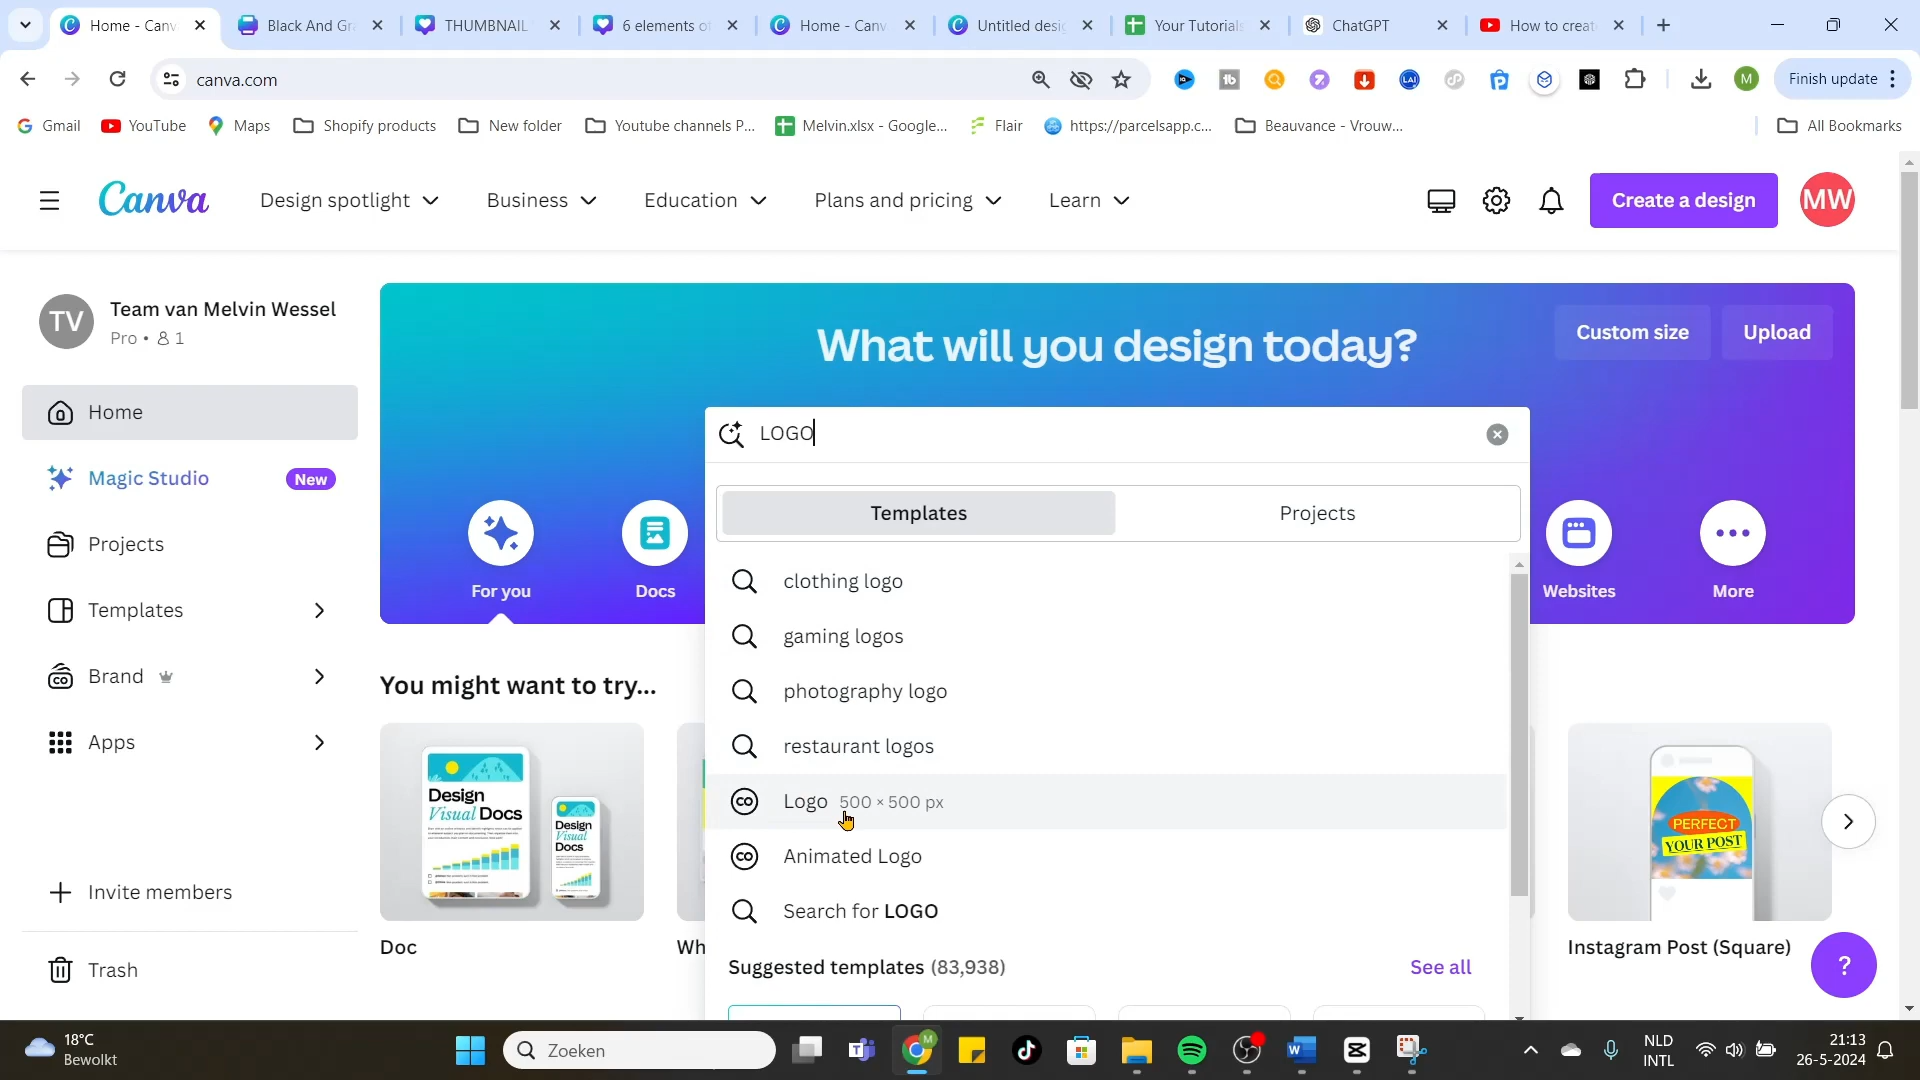 Home - Canv
Black And Gr
THUMBNAIL
6 elements o
Home - Canv
Untitled desi
Your Tutorials
ChatGPT
How to creat
canva.com
Finish update
Gmail
YouTube
Maps
Shopify products
New folder
Youtube channels P...
Melvin.xlsx - Google...
Flair
https://parcelsapp.c...
Beauvance - Vrouw...
All Bookmarks
Canva
Design spotlight
Business
Education
Plans and pricing
Learn
Create a design
MW
TV
Team van Melvin Wessel
Pro • 1
What will you design today?
Custom size
Upload
Home
LOGO
Magic Studio
New
Templates
Projects
Projects
For you
Docs
Websites
More
clothing logo
gaming logos
photography logo
restaurant logos
Logo 500 × 500 px
Animated Logo
Search for LOGO
Suggested templates (83,938)
See all
Templates
Brand
Apps
Invite members
Trash
You might want to try...
Design
Visual Docs
Design
Visual
Docs
PERFECT
YOUR POST
Doc
Wh
Instagram Post (Square)
?
18°C
Bewolkt
Zoeken
NLD
INTL
21:13
26-5-2024